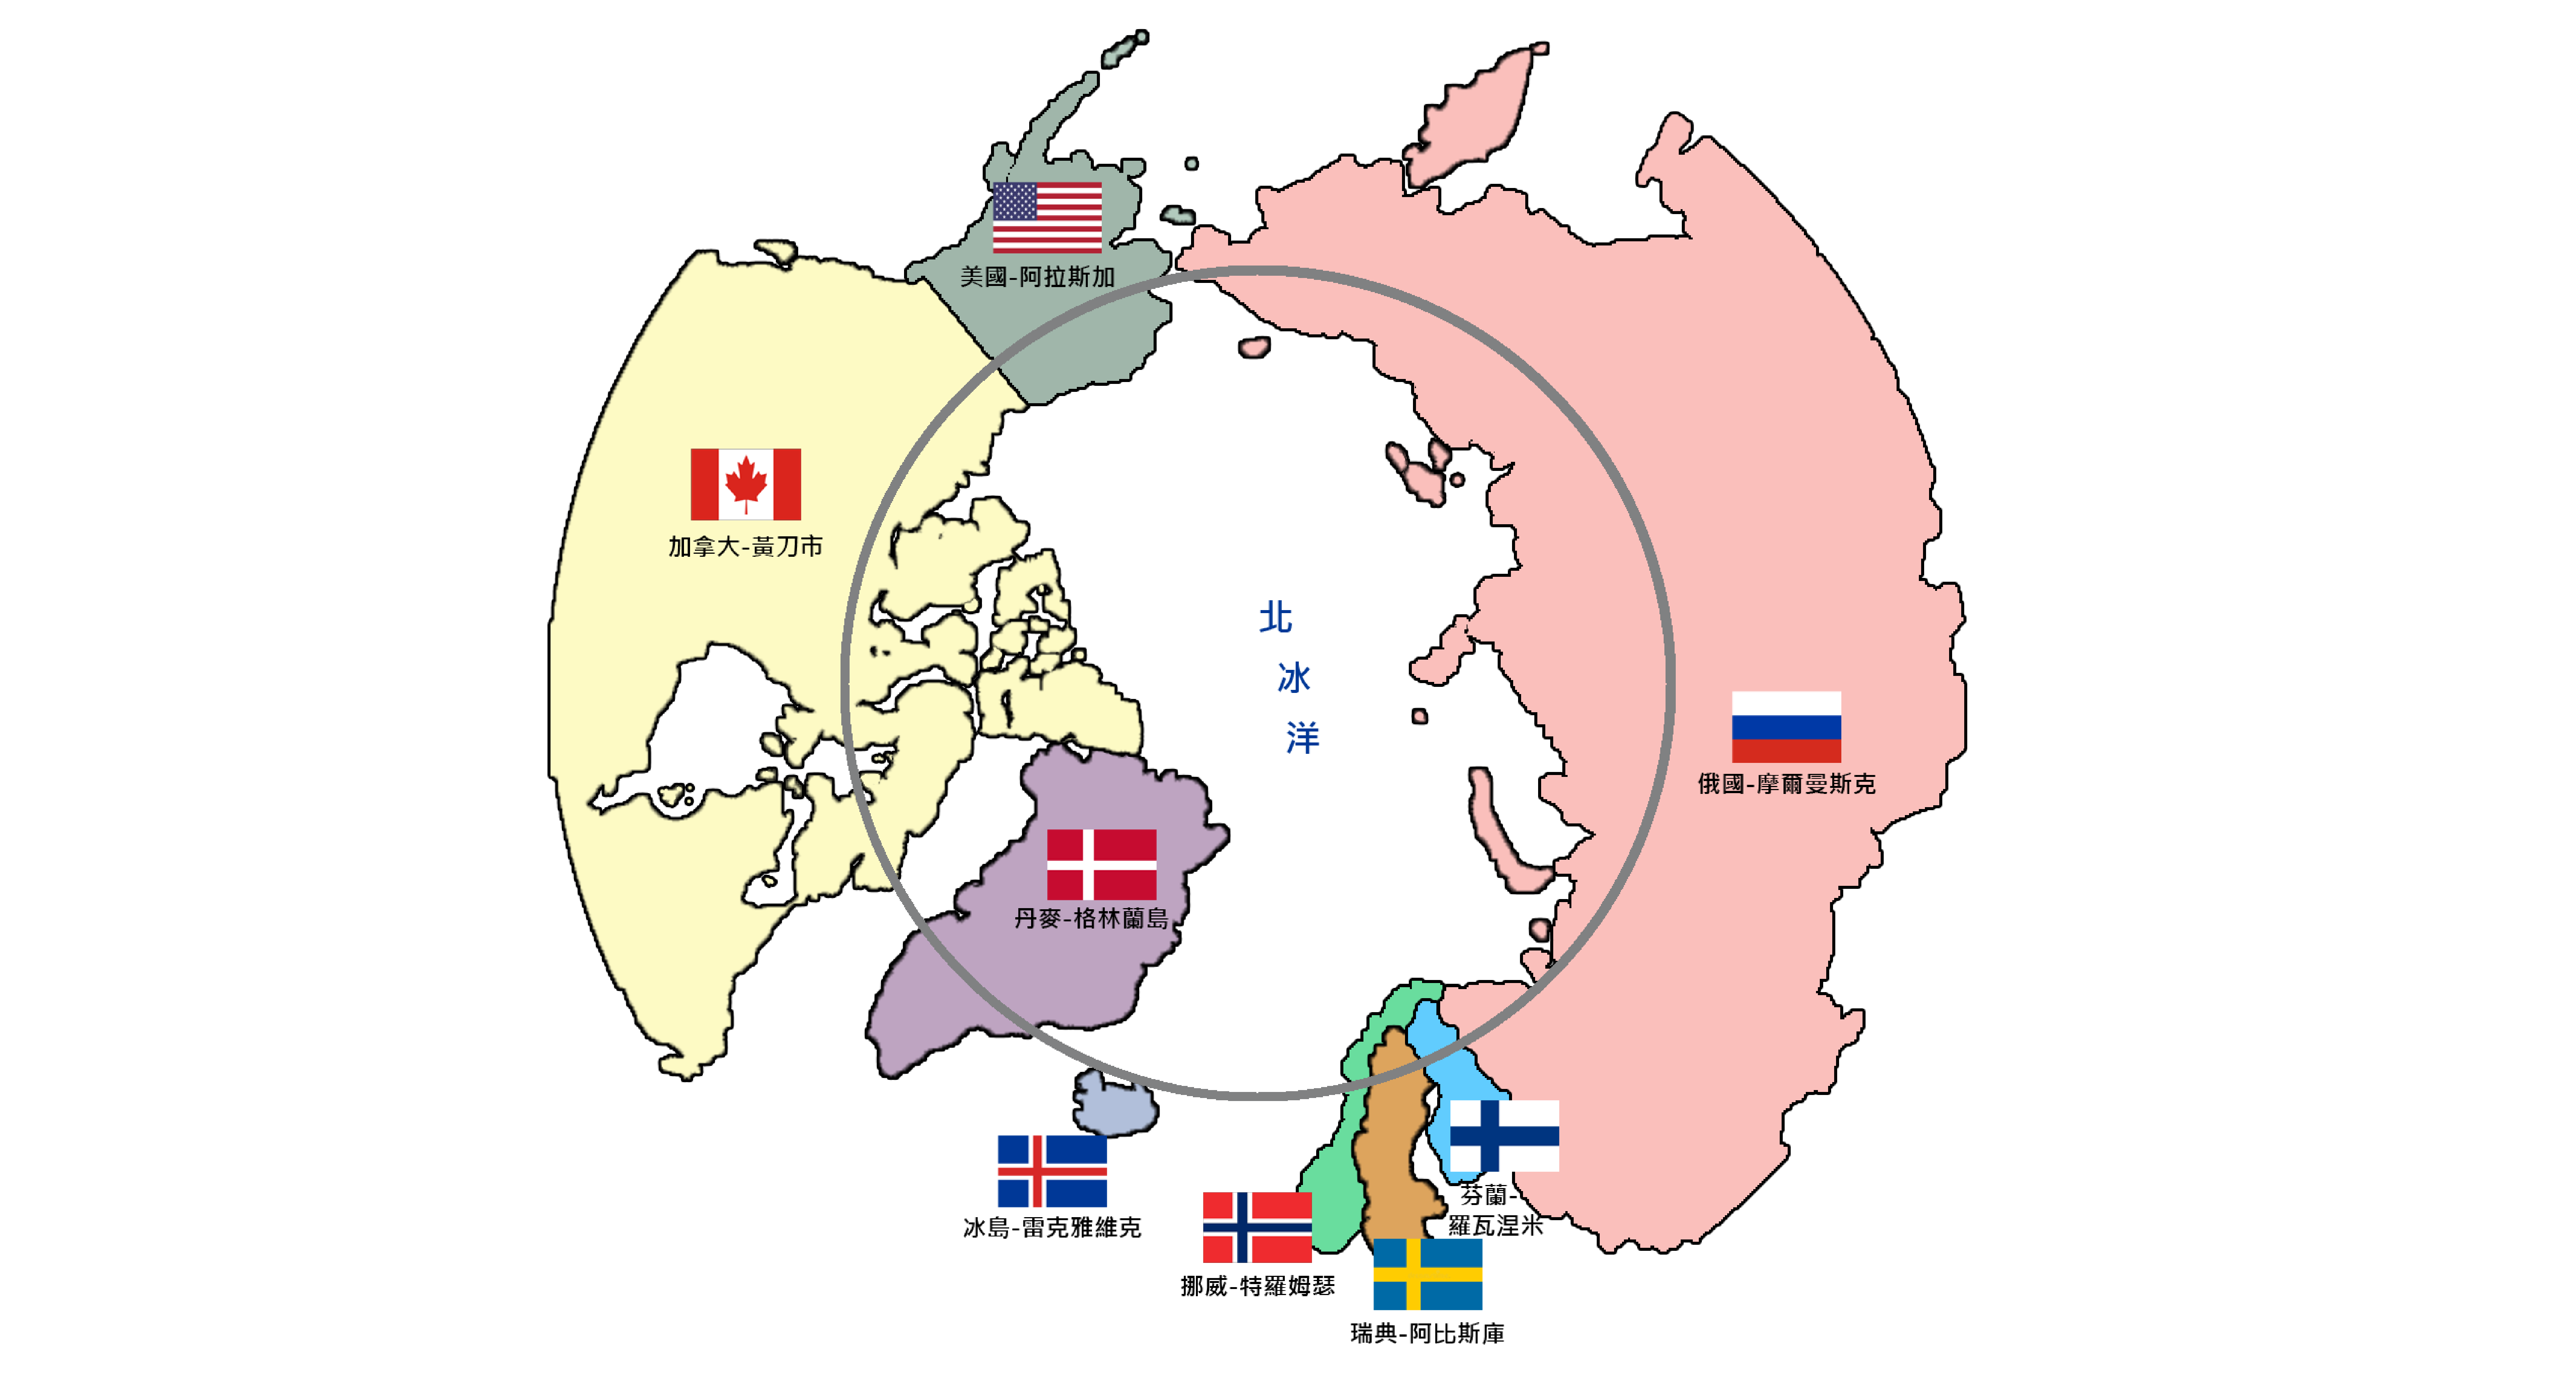 美國-阿拉斯加
加拿大-黃刀市
北
冰
洋
俄國-摩爾曼斯克
丹麥-格林蘭島
冰島-雷克雅維克
芬蘭-
羅瓦涅米
挪威-特羅姆瑟
瑞典-阿比斯庫